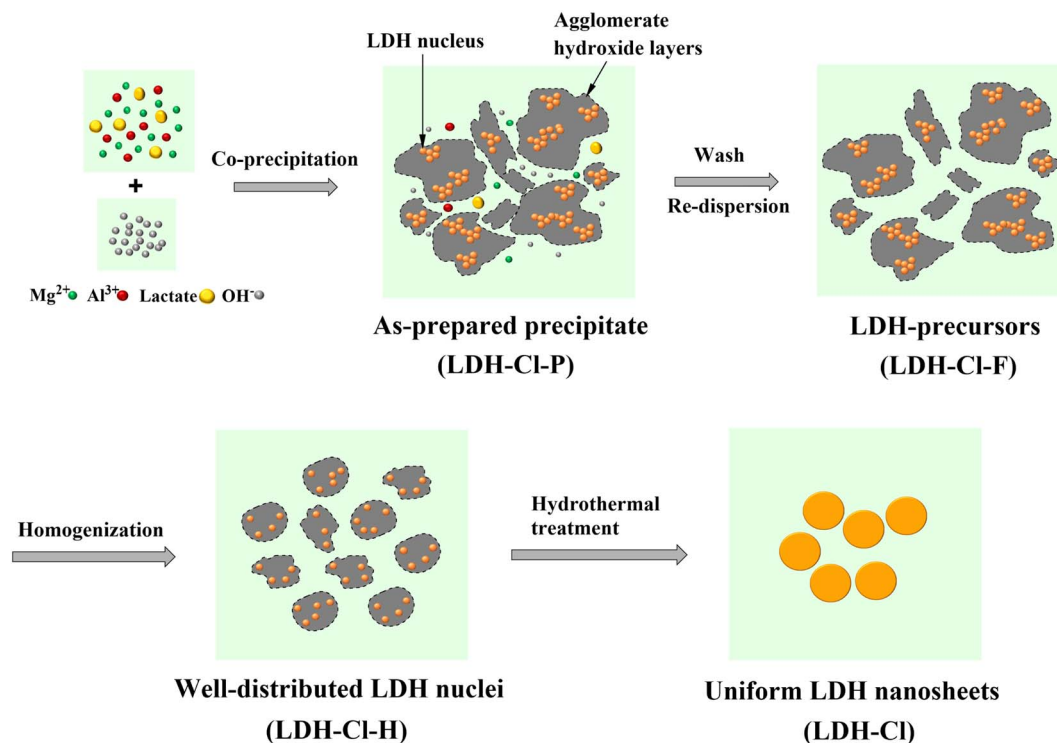 LDH nucleus
Agglomerate
hydroxide layers
Co-precipitation
Wash
Re-dispersion
+
Mg²⁺ Al³⁺ Lactate OH⁻
As-prepared precipitate
(LDH-Cl-P)
LDH-precursors
(LDH-Cl-F)
Homogenization
Hydrothermal
treatment
Well-distributed LDH nuclei
(LDH-Cl-H)
Uniform LDH nanosheets
(LDH-Cl)